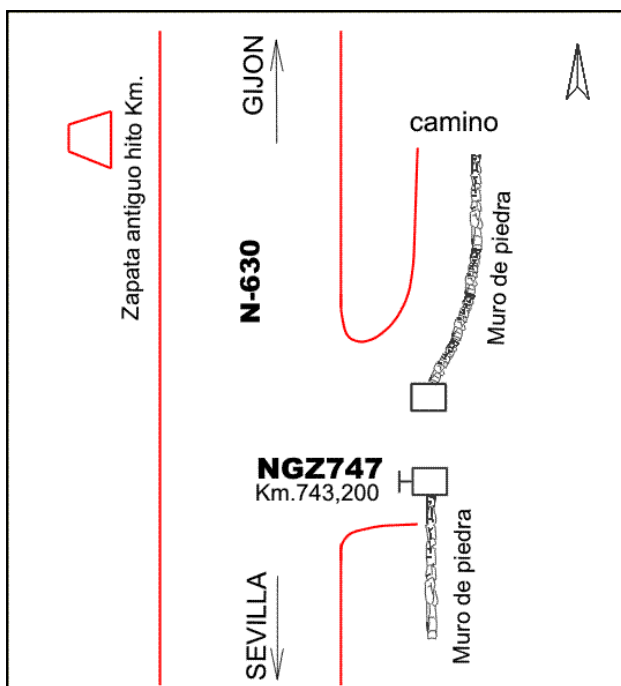 GIJON
camino
Zapata antiguo hito Km.
N-630
Muro de piedra
NGZ747
Km.743,200
SEVILLA
Muro de piedra